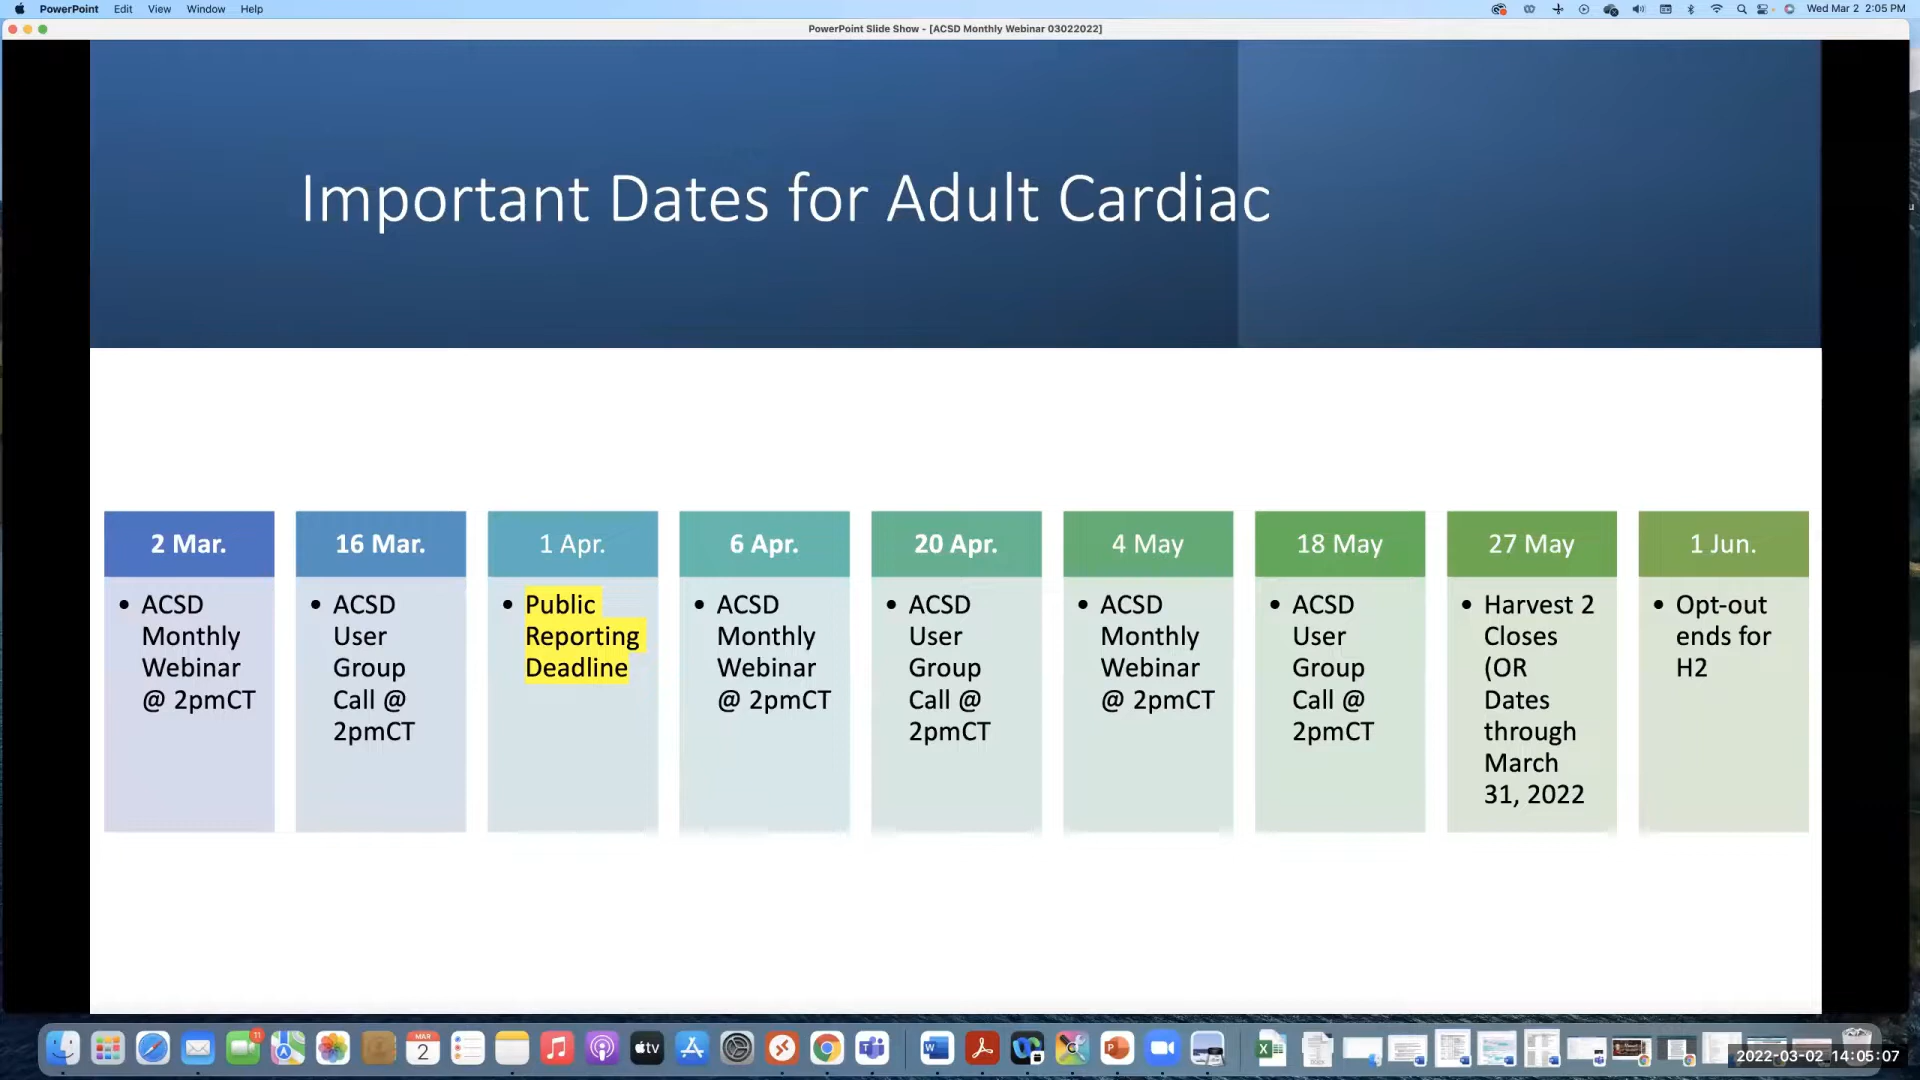 PowerPoint Edit View Window Help
Wed Mar 2 2:05 PM
PowerPoint Slide Show - [ACSD Monthly Webinar 03022022]
Important Dates for Adult Cardiac
2 Mar.
• ACSD
Monthly
Webinar
@ 2pmCT
16 Mar.
• ACSD
User
Group
Call @
2pmCT
1 Apr.
• Public
Reporting
Deadline
6 Apr.
• ACSD
Monthly
Webinar
@ 2pmCT
20 Apr.
• ACSD
User
Group
Call @
2pmCT
4 May
• ACSD
Monthly
Webinar
@ 2pmCT
18 May
• ACSD
User
Group
Call @
2pmCT
27 May
• Harvest 2
Closes
(OR
Dates
through
March
31, 2022
1 Jun.
• Opt-out
ends for
H2
11
MAR
2
tv
2022-03-02 14:05:07